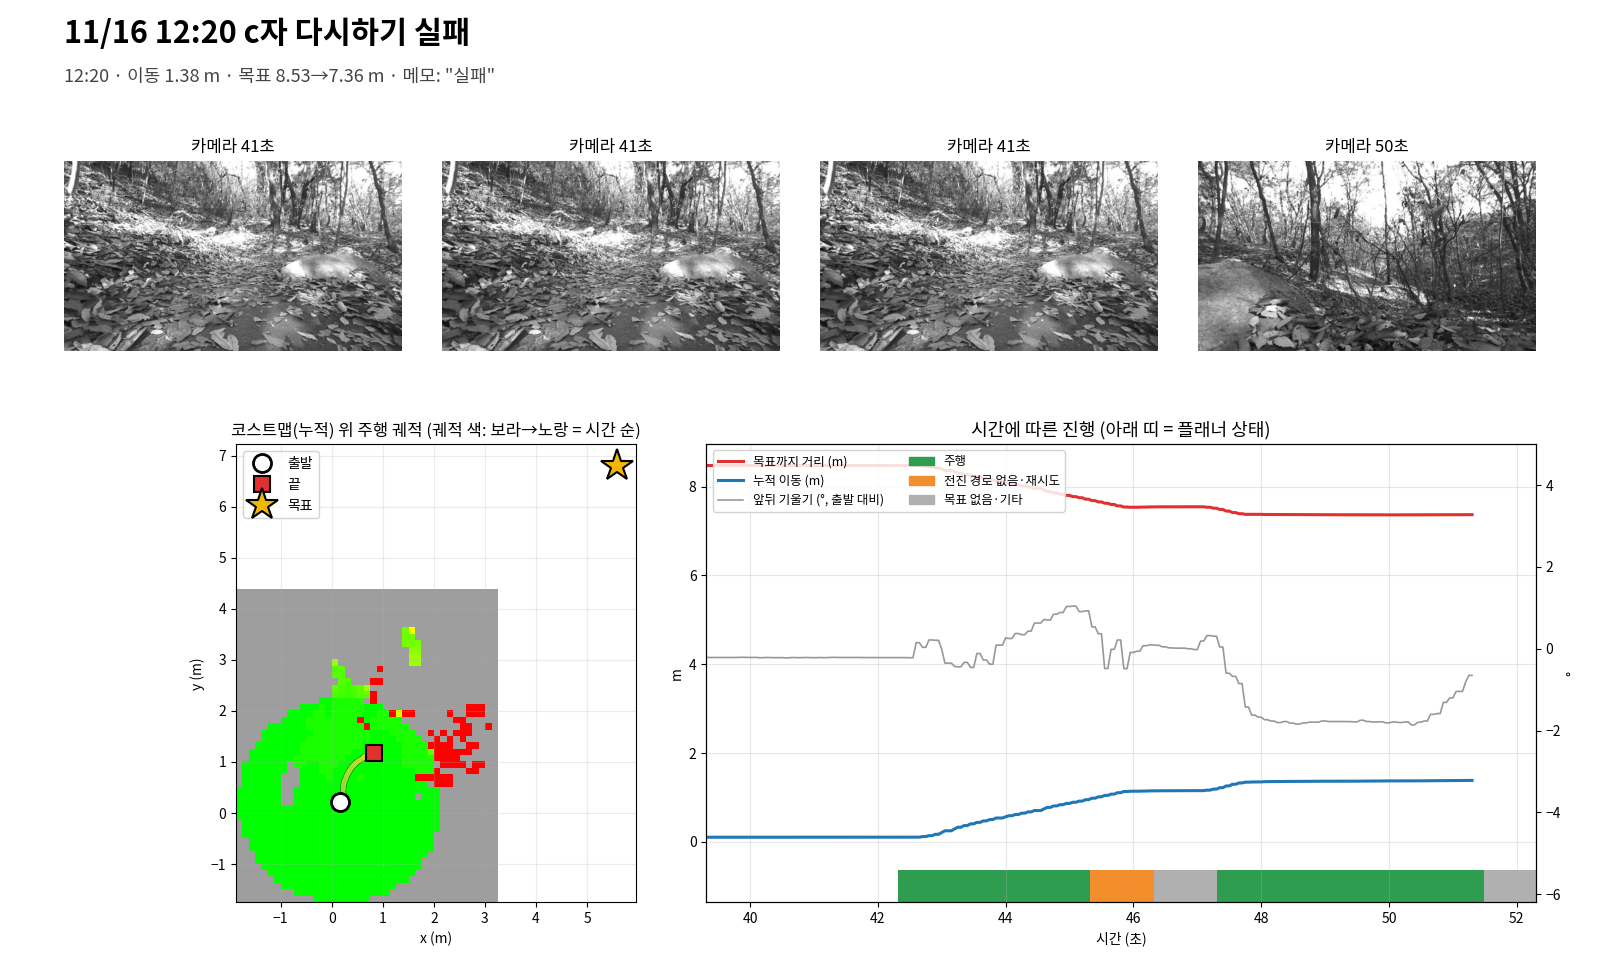 11/16 12:20 c자 다시하기 실패
12:20 · 이동 1.38 m · 목표 8.53→7.36 m · 메모: "실패"
카메라 41초
카메라 41초
카메라 41초
카메라 50초
코스트맵(누적) 위 주행 궤적 (궤적 색: 보라→노랑 = 시간 순)
출발
끝
목표
7
6
5
4
3
2
1
0
−1
y (m)
−1 0 1 2 3 4 5
x (m)
시간에 따른 진행 (아래 띠 = 플래너 상태)
목표까지 거리 (m)
누적 이동 (m)
앞뒤 기울기 (°, 출발 대비)
주행
전진 경로 없음·재시도
목표 없음·기타
8
6
4
2
0
m
4
2
0
−2
−4
−6
°
40 42 44 46 48 50 52
시간 (초)